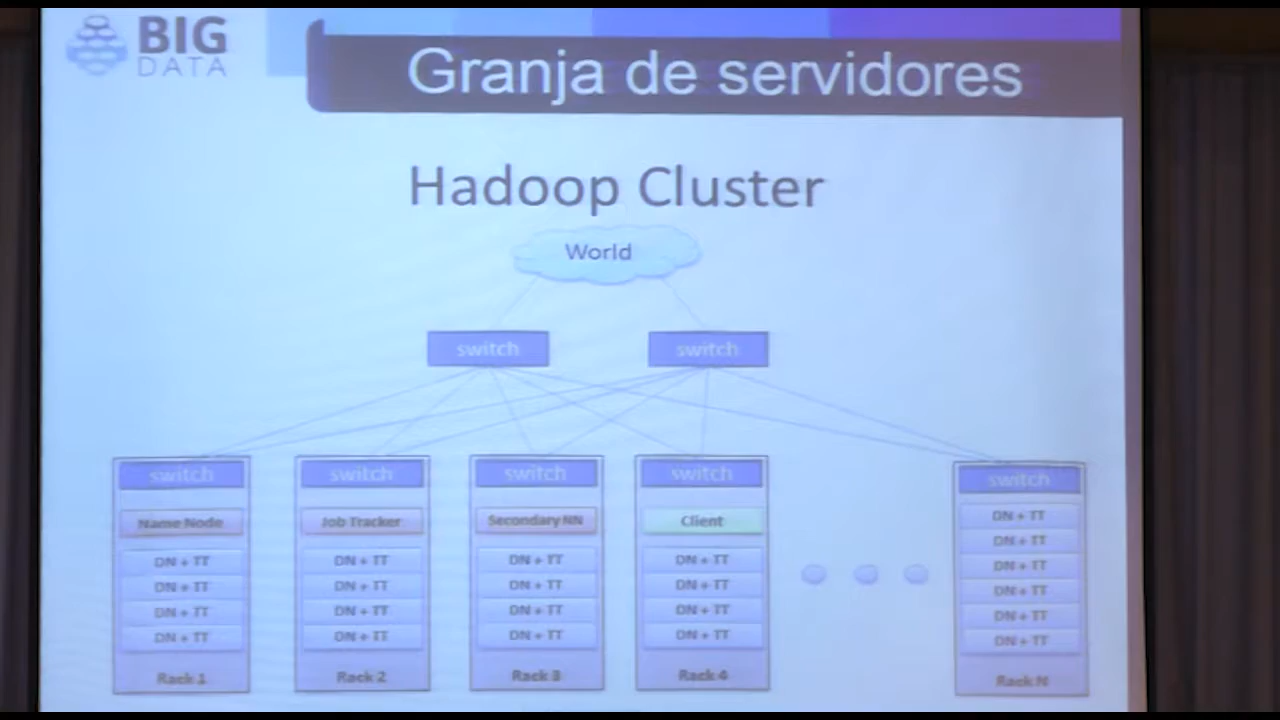 BIG
DATA
Granja de servidores
Hadoop Cluster
World
switch
switch
switch
Name Node
DN + TT
DN + TT
DN + TT
DN + TT
Rack 1
switch
Job Tracker
DN + TT
DN + TT
DN + TT
DN + TT
Rack 2
switch
Secondary NN
DN + TT
DN + TT
DN + TT
DN + TT
Rack 3
switch
Client
DN + TT
DN + TT
DN + TT
DN + TT
Rack 4
switch
DN + TT
DN + TT
DN + TT
DN + TT
DN + TT
DN + TT
Rack N